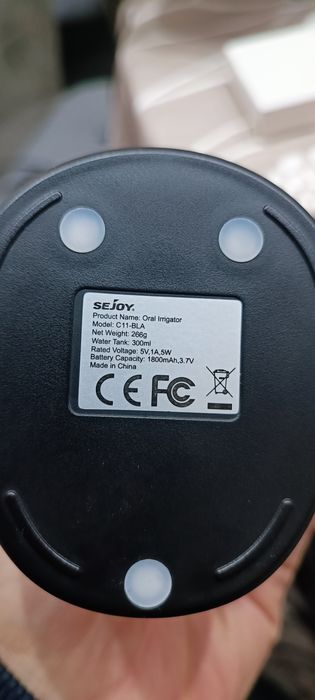 SEJOY®
Product Name: Oral Irrigator
Model: C11-BLA
Net Weight: 266g
Water Tank: 300ml
Rated Voltage: 5V,1A,5W
Battery Capacity: 1800mAh,3.7V
Made in China
CE FC